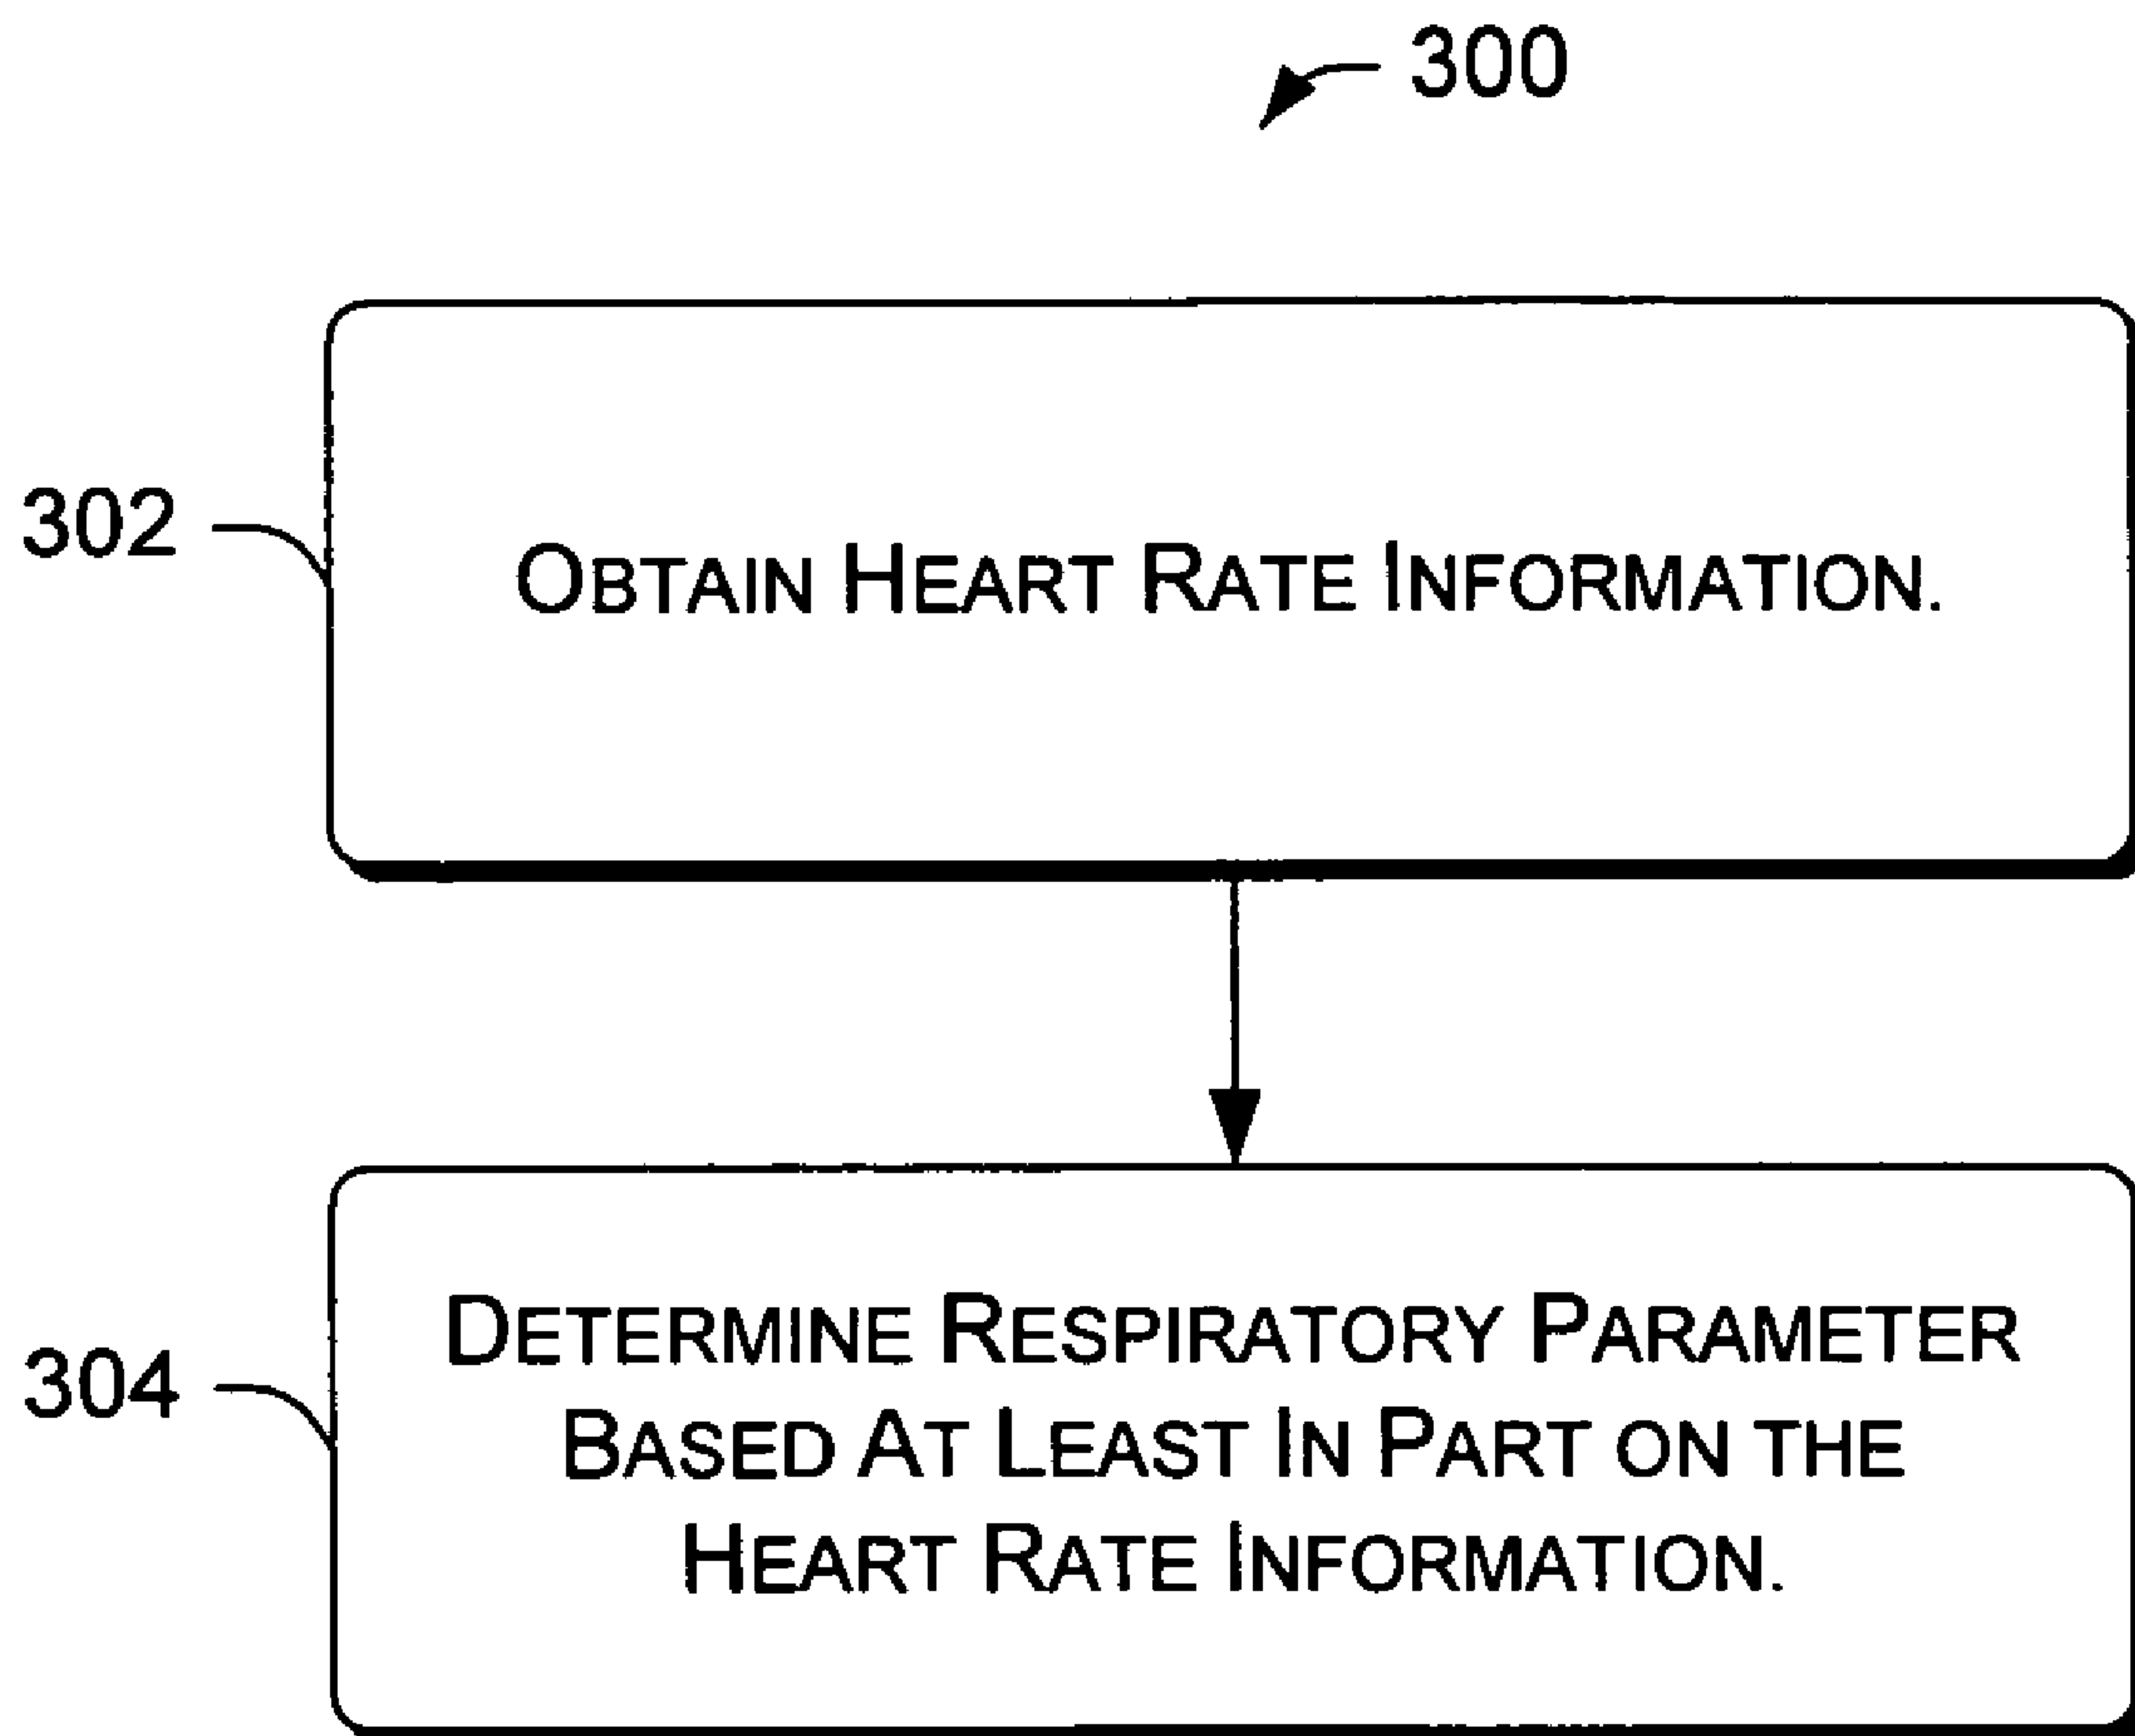 300
302
OBTAIN HEART RATE INFORMATION.
304
DETERMINE RESPIRATORY PARAMETER
BASED AT LEAST IN PART ON THE
HEART RATE INFORMATION.